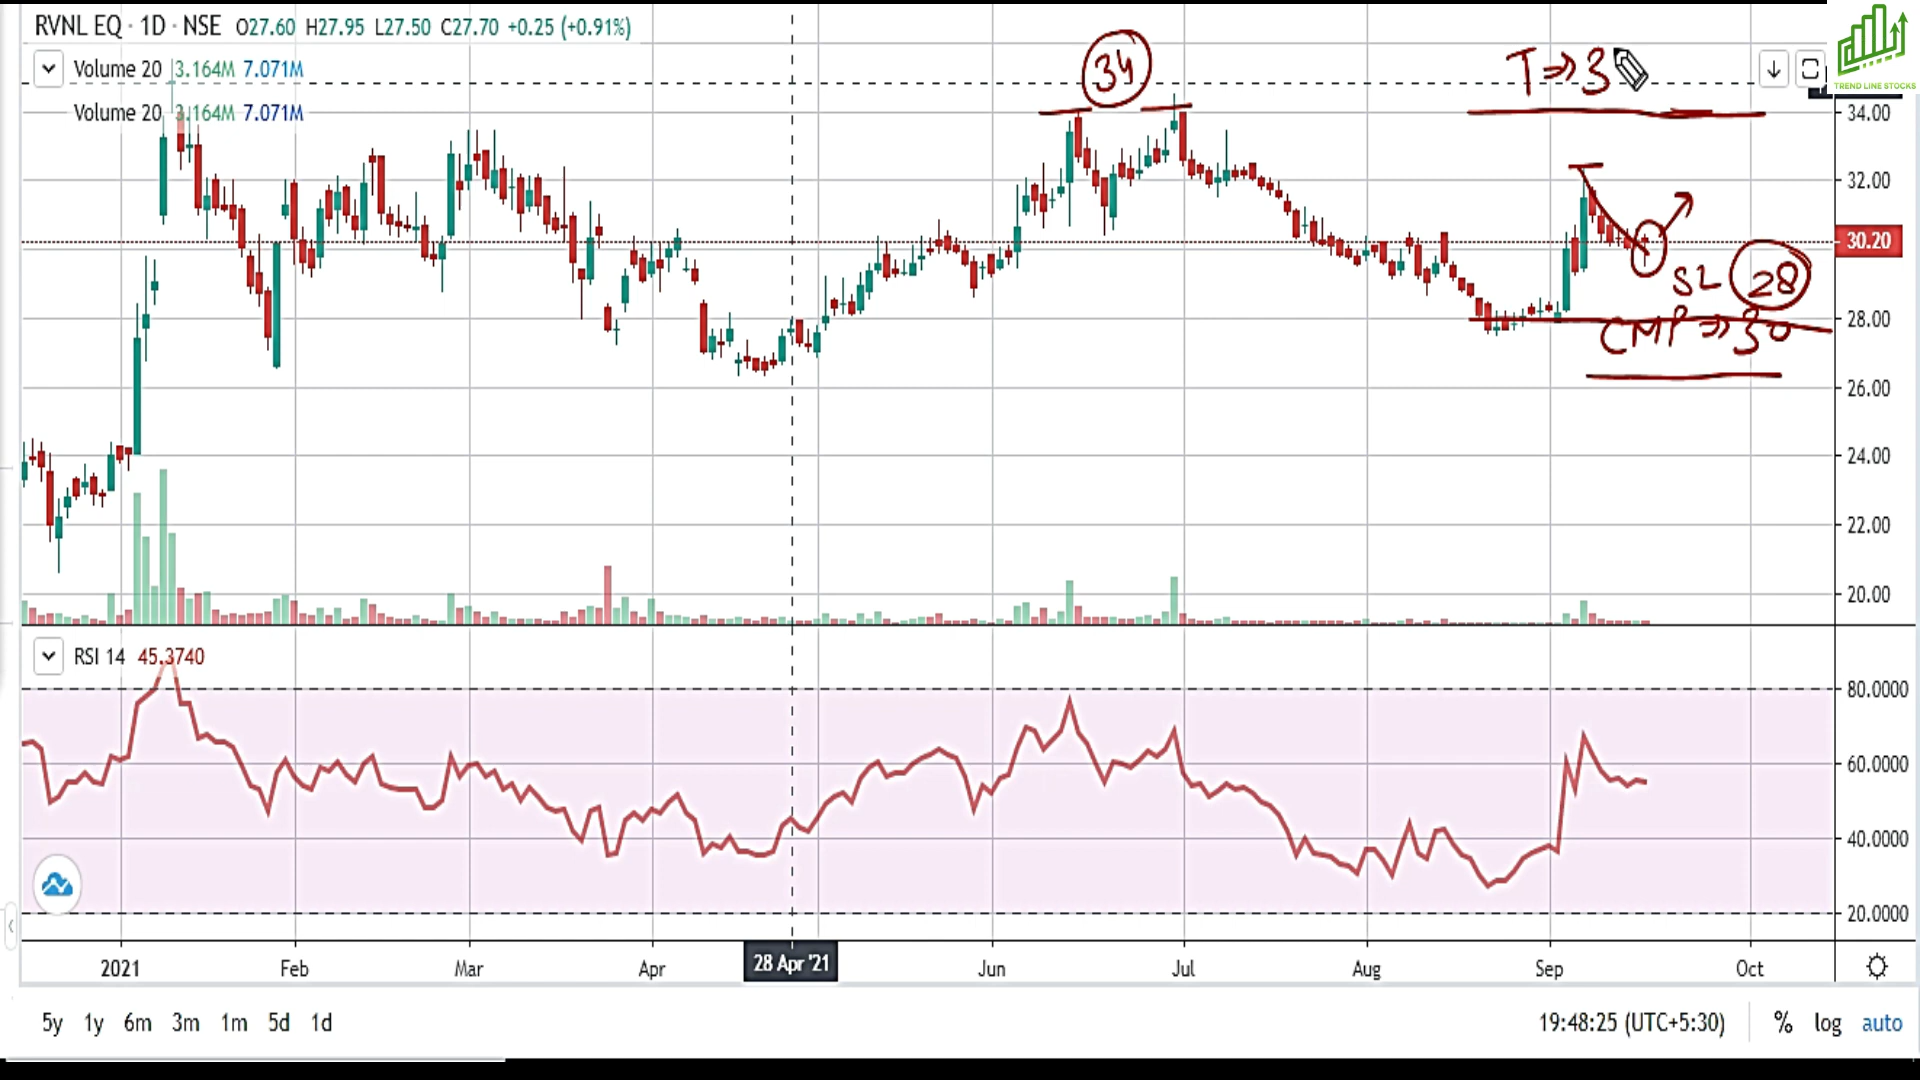 RVNL EQ · 1D · NSE O27.60 H27.95 L27.50 C27.70 +0.25 (+0.91%)
Volume 20 3.164M 7.071M
Volume 20 3.164M 7.071M
34
T ⇒ 3
TREND LINE STOCKS
34.00
32.00
30.20
SL 28
28.00
CMP ⇒ 30
26.00
24.00
22.00
20.00
RSI 14 45.3740
80.0000
60.0000
40.0000
20.0000
2021 Feb Mar Apr 28 Apr '21 Jun Jul Aug Sep Oct
5y 1y 6m 3m 1m 5d 1d 19:48:25 (UTC+5:30) % log auto